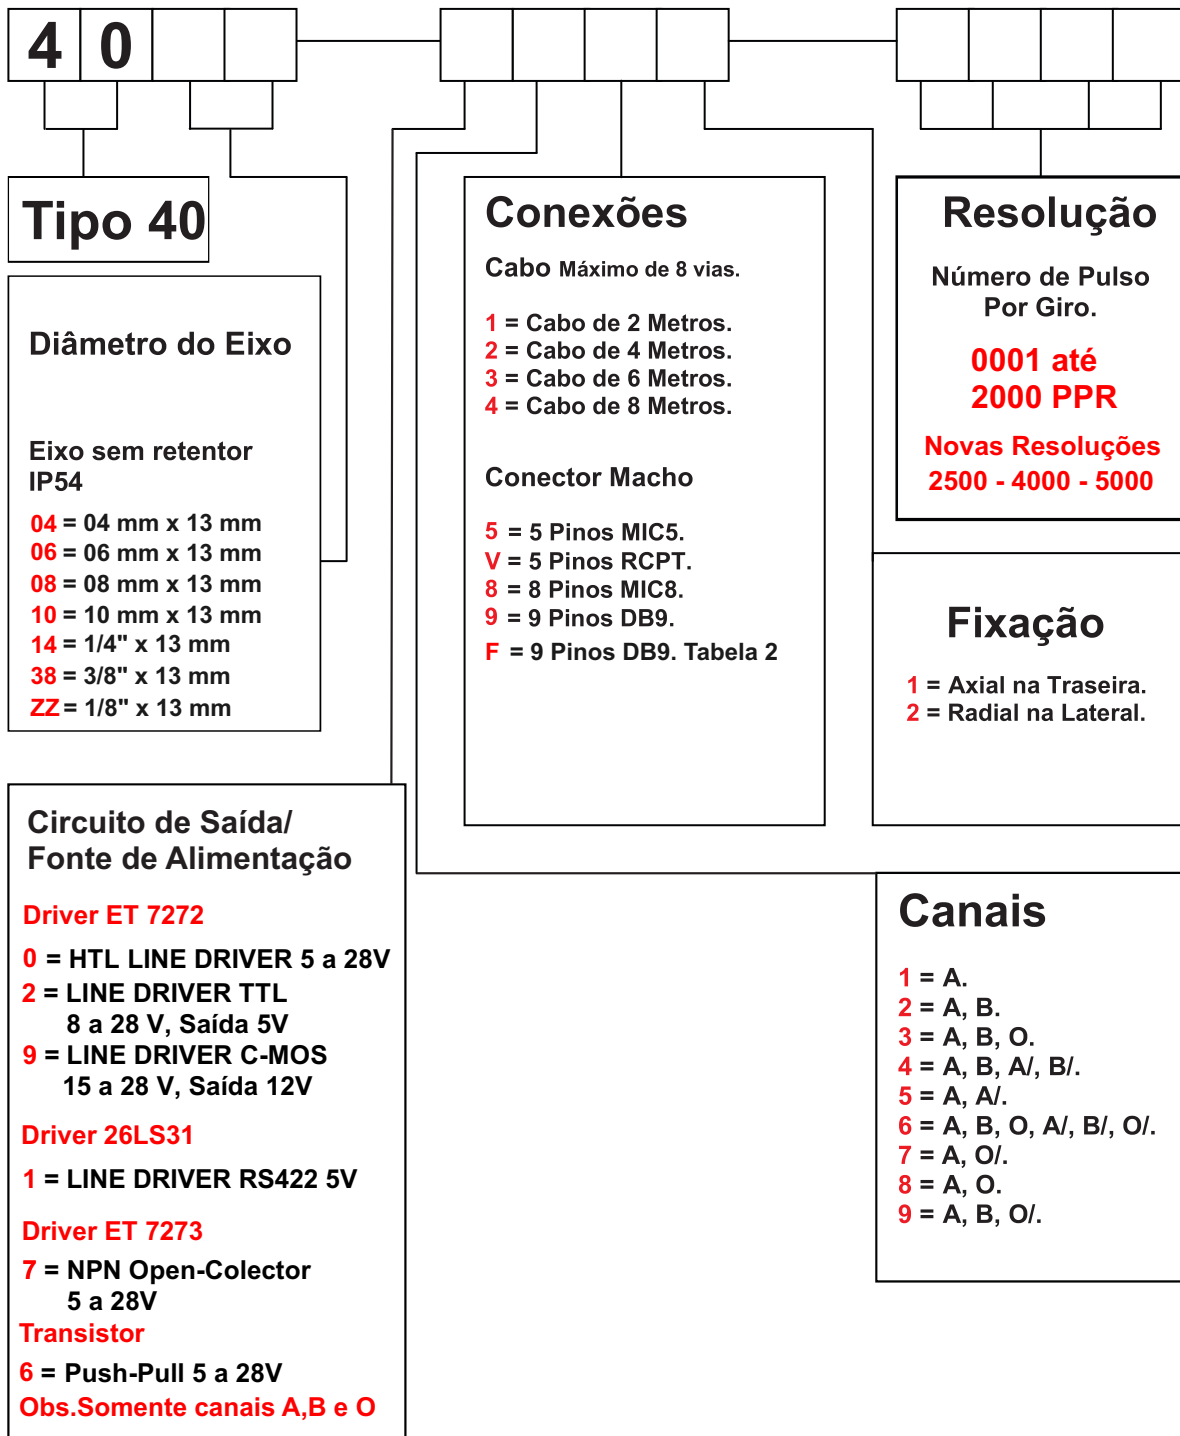 4 0
Tipo 40
Diâmetro do Eixo
Eixo sem retentor
IP54
04 = 04 mm x 13 mm
06 = 06 mm x 13 mm
08 = 08 mm x 13 mm
10 = 10 mm x 13 mm
14 = 1/4" x 13 mm
38 = 3/8" x 13 mm
ZZ = 1/8" x 13 mm
Conexões
Cabo Máximo de 8 vias.
1 = Cabo de 2 Metros.
2 = Cabo de 4 Metros.
3 = Cabo de 6 Metros.
4 = Cabo de 8 Metros.
Conector Macho
5 = 5 Pinos MIC5.
V = 5 Pinos RCPT.
8 = 8 Pinos MIC8.
9 = 9 Pinos DB9.
F = 9 Pinos DB9. Tabela 2
Resolução
Número de Pulso
Por Giro.
0001 até
2000 PPR
Novas Resoluções
2500 - 4000 - 5000
Fixação
1 = Axial na Traseira.
2 = Radial na Lateral.
Circuito de Saída/
Fonte de Alimentação
Driver ET 7272
0 = HTL LINE DRIVER 5 a 28V
2 = LINE DRIVER TTL
8 a 28 V, Saída 5V
9 = LINE DRIVER C-MOS
15 a 28 V, Saída 12V
Driver 26LS31
1 = LINE DRIVER RS422 5V
Driver ET 7273
7 = NPN Open-Colector
5 a 28V
Transistor
6 = Push-Pull 5 a 28V
Obs.Somente canais A,B e O
Canais
1 = A.
2 = A, B.
3 = A, B, O.
4 = A, B, A/, B/.
5 = A, A/.
6 = A, B, O, A/, B/, O/.
7 = A, O/.
8 = A, O.
9 = A, B, O/.